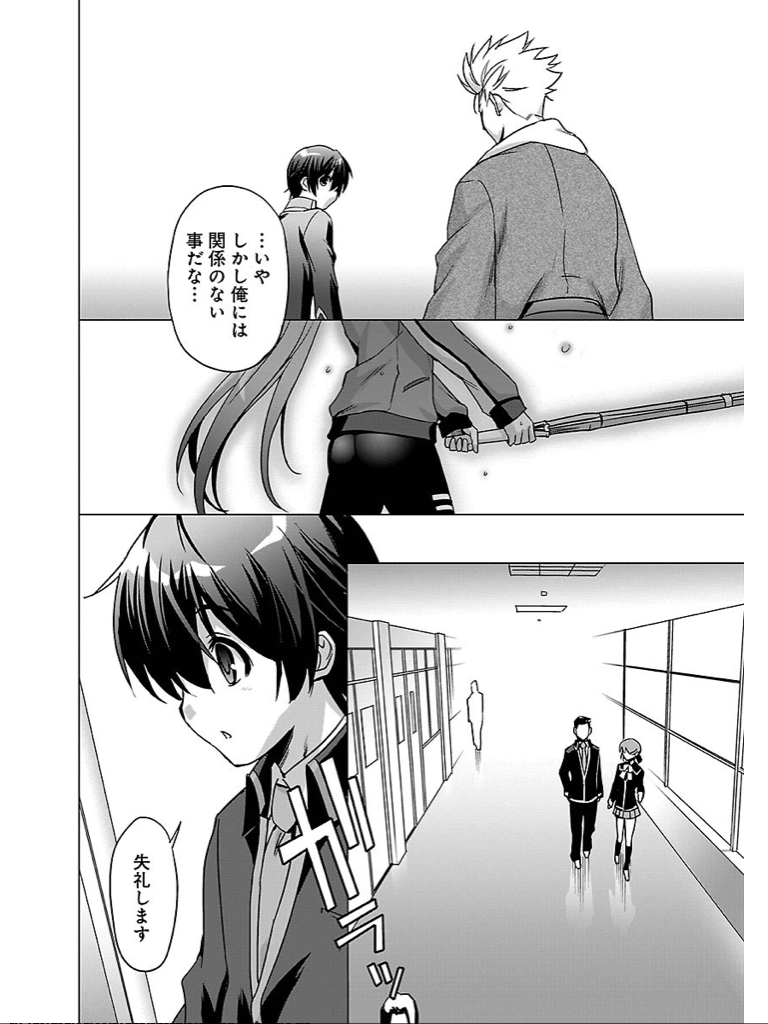 …いや
しかし俺には
関係のない
事だな…
ガラッ
失礼します